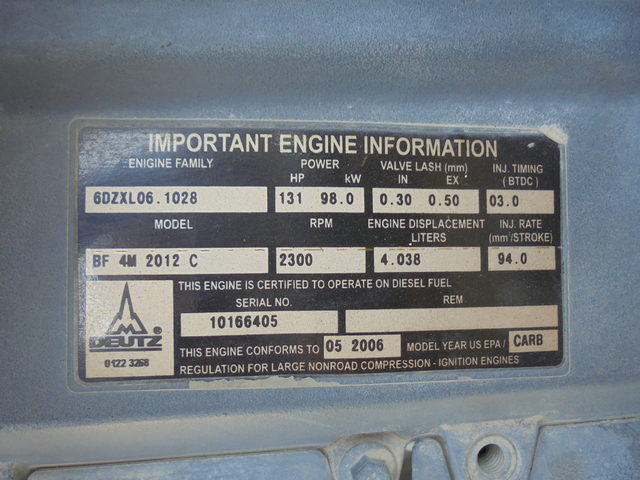 IMPORTANT ENGINE INFORMATION
ENIGINE FAMILY POWER VALVE LASH (mm) INJ. TIMING
HP kW IN EX (BTDC)
6DZXL06.1028 131 98.0 0.30 0.50 03.0
MODEL RPM ENGINE DISPLACEMENT INJ. RATE
LITERS (mm /STROKE)
BF 4M 2012 C 2300 4.038 94.0
THIS ENGINE IS CERTIFIED TO OPERATE ON DIESEL FUEL
SERIAL NO. REM
10166405
DEUTZ
0122 3268
THIS ENGINE CONFORMS TO 05 2006 MODEL YEAR US EPA / CARB
REGULATION FOR LARGE NONROAD COMPRESSION - IGNITION ENGINES